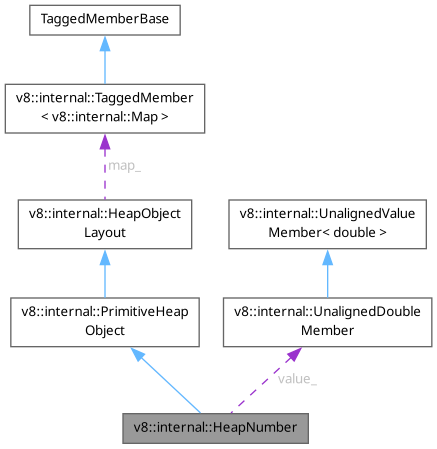 TaggedMemberBase
v8::internal::TaggedMember
< v8::internal::Map >
map_
v8::internal::HeapObject
Layout
v8::internal::UnalignedValue
Member< double >
v8::internal::PrimitiveHeap
Object
v8::internal::UnalignedDouble
Member
value_
v8::internal::HeapNumber